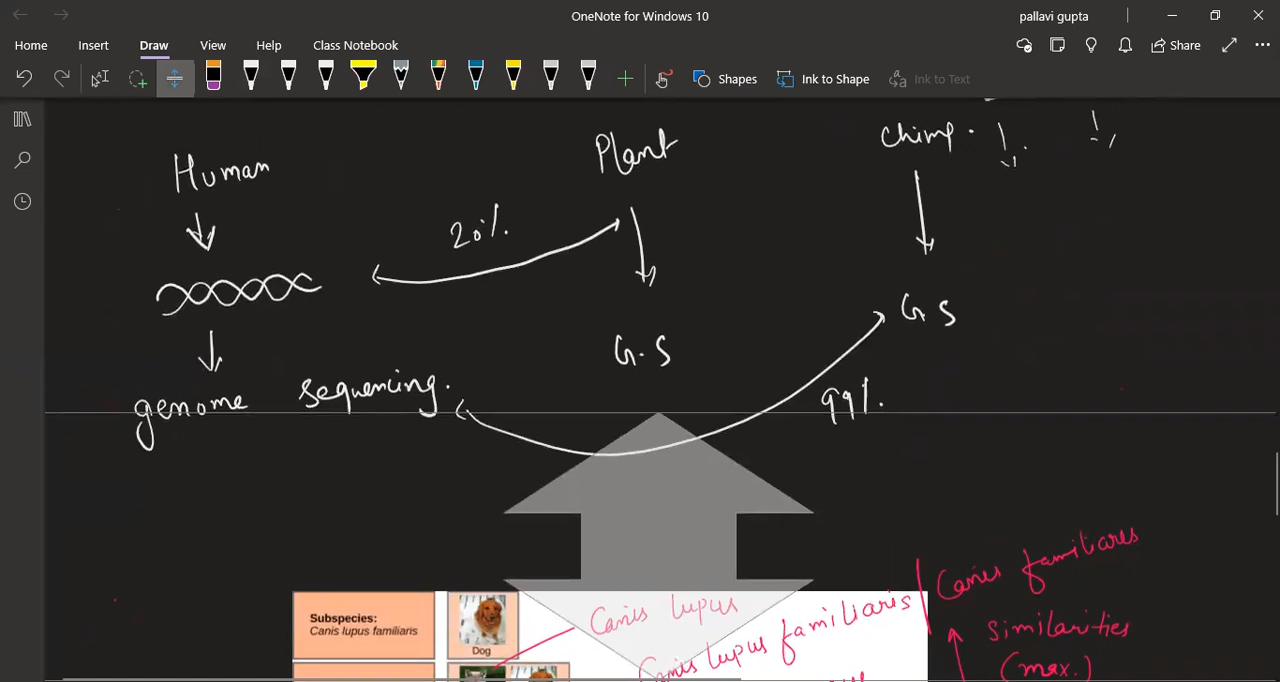 OneNote for Windows 10
pallavi gupta
Home Insert Draw View Help Class Notebook
Share
Shapes
Ink to Shape
Ink to Text
Human
Plant
Chimp.
20%.
G.S
G.S
genome sequencing.
99%.
Subspecies:
Canis lupus familiaris
Dog
Canis lupus
Canis lupus familiaris
Canies familiares
Similarities
(max.)